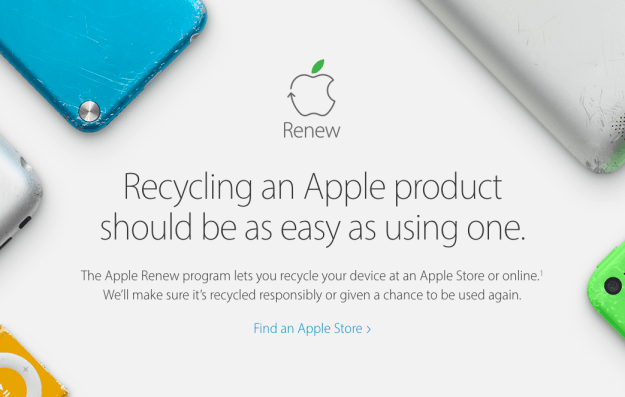 Renew
Recycling an Apple product
should be as easy as using one.
The Apple Renew program lets you recycle your device at an Apple Store or online.¹
We’ll make sure it’s recycled responsibly or given a chance to be used again.
Find an Apple Store >